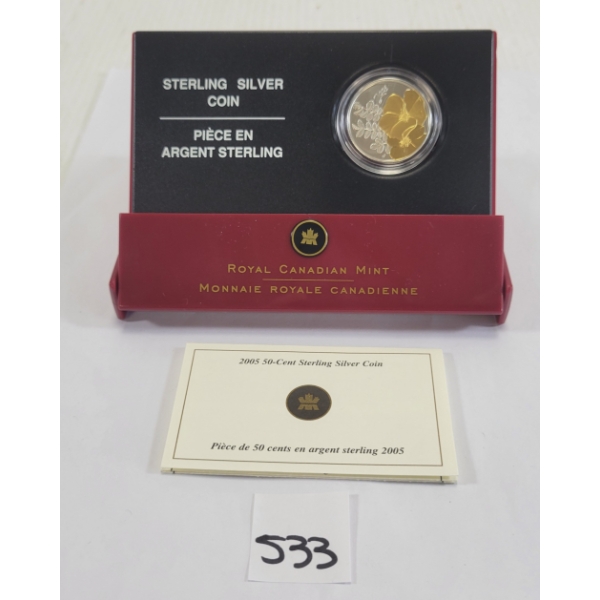 STERLING SILVER
COIN
PIÈCE EN
ARGENT STERLING
ROYAL CANADIAN MINT
MONNAIE ROYALE CANADIENNE
2005 50-Cent Sterling Silver Coin
Pièce de 50 cents en argent sterling 2005
533